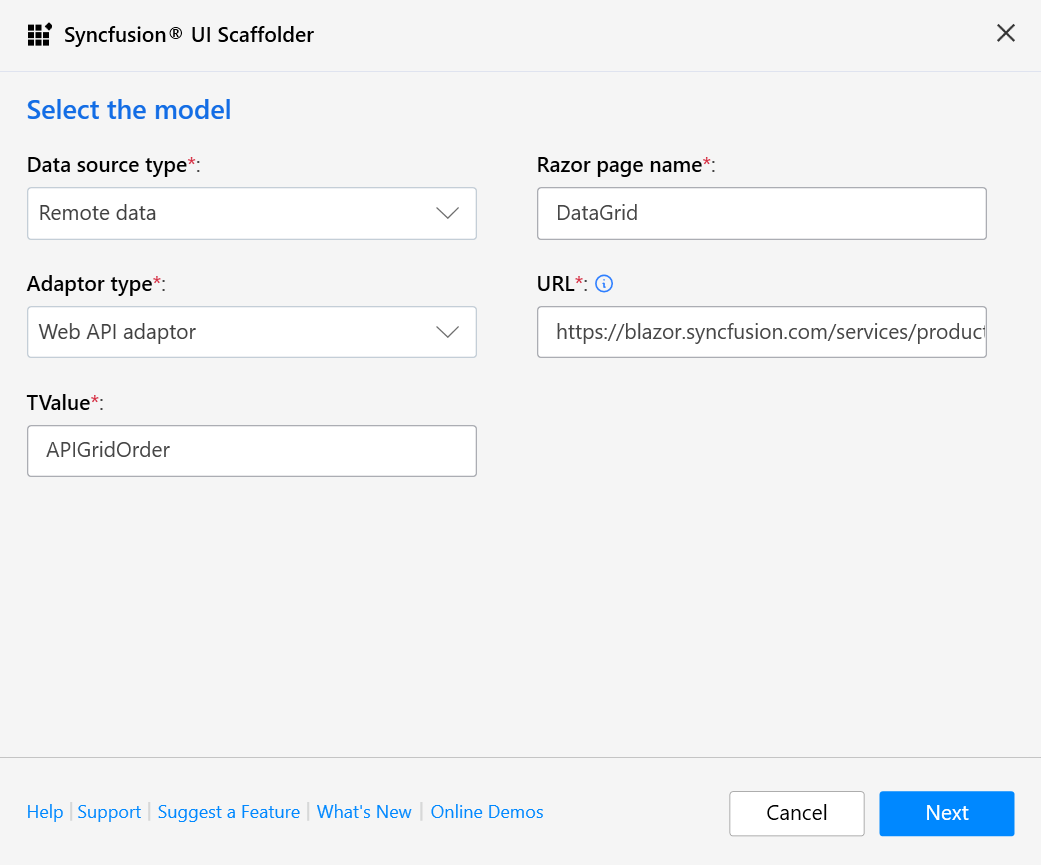 Syncfusion® UI Scaffolder
Select the model
Data source type*:
Remote data
Razor page name*:
DataGrid
Adaptor type*:
Web API adaptor
URL*:
https://blazor.syncfusion.com/services/product
TValue*:
APIGridOrder
Help | Support | Suggest a Feature | What's New | Online Demos
Cancel
Next